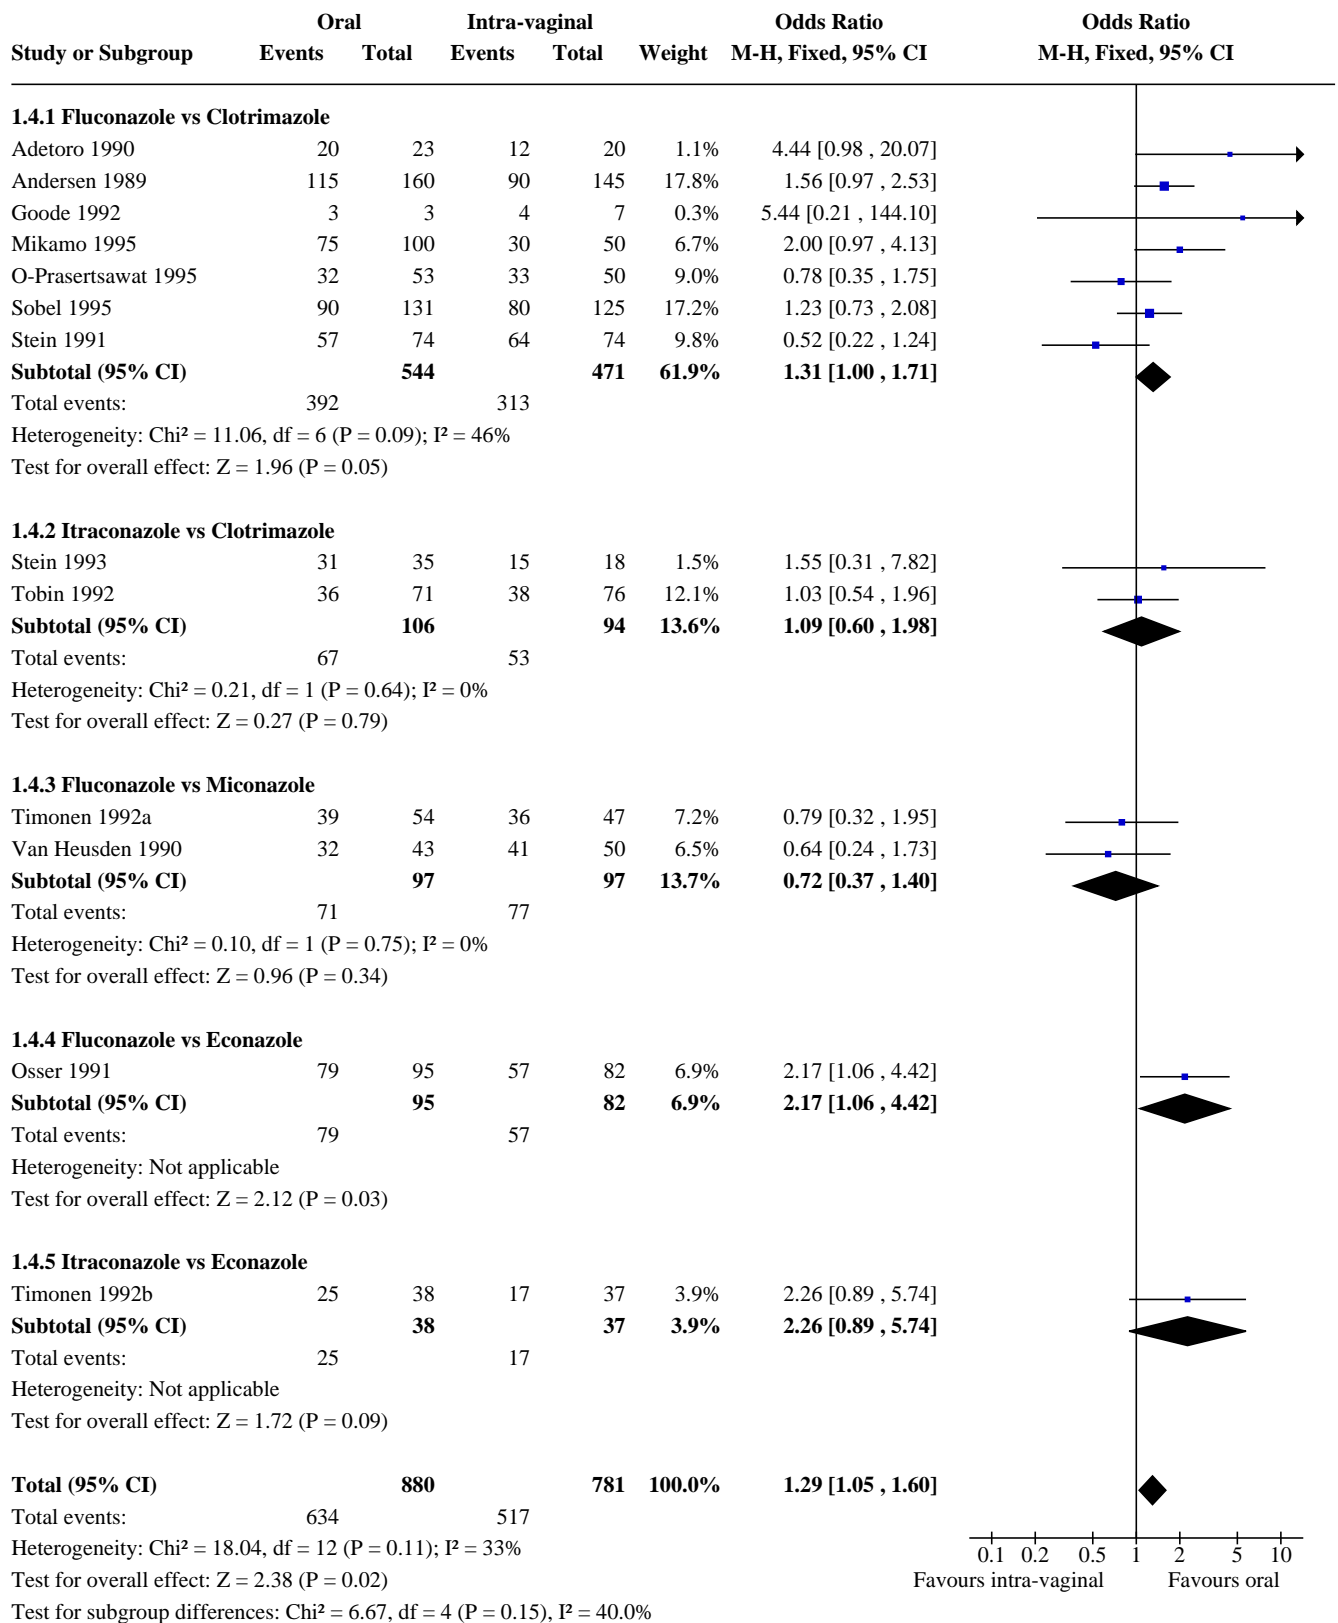 Oral Intra-vaginal Odds Ratio Odds Ratio
Study or Subgroup Events Total Events Total Weight M-H, Fixed, 95% CI M-H, Fixed, 95% CI
1.4.1 Fluconazole vs Clotrimazole
Adetoro 1990 20 23 12 20 1.1% 4.44 [0.98 , 20.07]
Andersen 1989 115 160 90 145 17.8% 1.56 [0.97 , 2.53]
Goode 1992 3 3 4 7 0.3% 5.44 [0.21 , 144.10]
Mikamo 1995 75 100 30 50 6.7% 2.00 [0.97 , 4.13]
O-Prasertsawat 1995 32 53 33 50 9.0% 0.78 [0.35 , 1.75]
Sobel 1995 90 131 80 125 17.2% 1.23 [0.73 , 2.08]
Stein 1991 57 74 64 74 9.8% 0.52 [0.22 , 1.24]
Subtotal (95% CI) 544 471 61.9% 1.31 [1.00 , 1.71]
Total events: 392 313
Heterogeneity: Chi² = 11.06, df = 6 (P = 0.09); I² = 46%
Test for overall effect: Z = 1.96 (P = 0.05)
1.4.2 Itraconazole vs Clotrimazole
Stein 1993 31 35 15 18 1.5% 1.55 [0.31 , 7.82]
Tobin 1992 36 71 38 76 12.1% 1.03 [0.54 , 1.96]
Subtotal (95% CI) 106 94 13.6% 1.09 [0.60 , 1.98]
Total events: 67 53
Heterogeneity: Chi² = 0.21, df = 1 (P = 0.64); I² = 0%
Test for overall effect: Z = 0.27 (P = 0.79)
1.4.3 Fluconazole vs Miconazole
Timonen 1992a 39 54 36 47 7.2% 0.79 [0.32 , 1.95]
Van Heusden 1990 32 43 41 50 6.5% 0.64 [0.24 , 1.73]
Subtotal (95% CI) 97 97 13.7% 0.72 [0.37 , 1.40]
Total events: 71 77
Heterogeneity: Chi² = 0.10, df = 1 (P = 0.75); I² = 0%
Test for overall effect: Z = 0.96 (P = 0.34)
1.4.4 Fluconazole vs Econazole
Osser 1991 79 95 57 82 6.9% 2.17 [1.06 , 4.42]
Subtotal (95% CI) 95 82 6.9% 2.17 [1.06 , 4.42]
Total events: 79 57
Heterogeneity: Not applicable
Test for overall effect: Z = 2.12 (P = 0.03)
1.4.5 Itraconazole vs Econazole
Timonen 1992b 25 38 17 37 3.9% 2.26 [0.89 , 5.74]
Subtotal (95% CI) 38 37 3.9% 2.26 [0.89 , 5.74]
Total events: 25 17
Heterogeneity: Not applicable
Test for overall effect: Z = 1.72 (P = 0.09)
Total (95% CI) 880 781 100.0% 1.29 [1.05 , 1.60]
Total events: 634 517
Heterogeneity: Chi² = 18.04, df = 12 (P = 0.11); I² = 33%
0.1 0.2 0.5 1 2 5 10
Test for overall effect: Z = 2.38 (P = 0.02) Favours intra-vaginal Favours oral
Test for subgroup differences: Chi² = 6.67, df = 4 (P = 0.15), I² = 40.0%